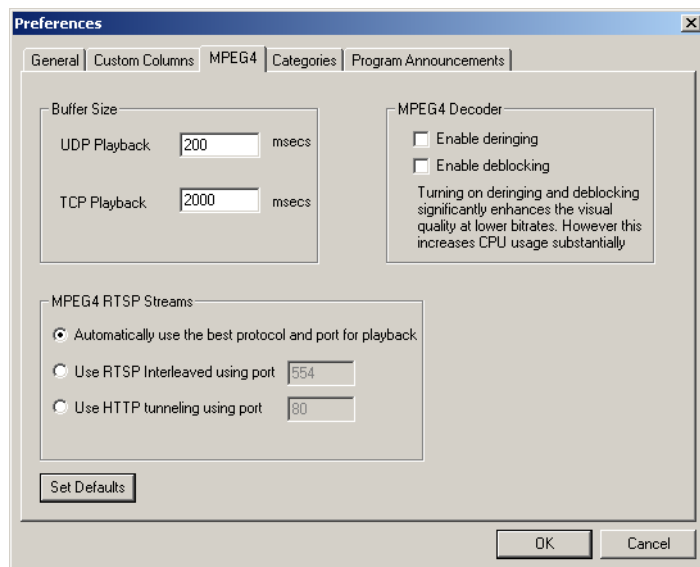 Preferences
General
Custom Columns
MPEG4
Categories
Program Announcements
Buffer Size
UDP Playback 200 msecs
TCP Playback 2000 msecs
MPEG4 Decoder
Enable deringing
Enable deblocking
Turning on deringing and deblocking
significantly enhances the visual
quality at lower bitrates. However this
increases CPU usage substantially
MPEG4 RTSP Streams
Automatically use the best protocol and port for playback
Use RTSP Interleaved using port 554
Use HTTP tunneling using port 80
Set Defaults
OK
Cancel